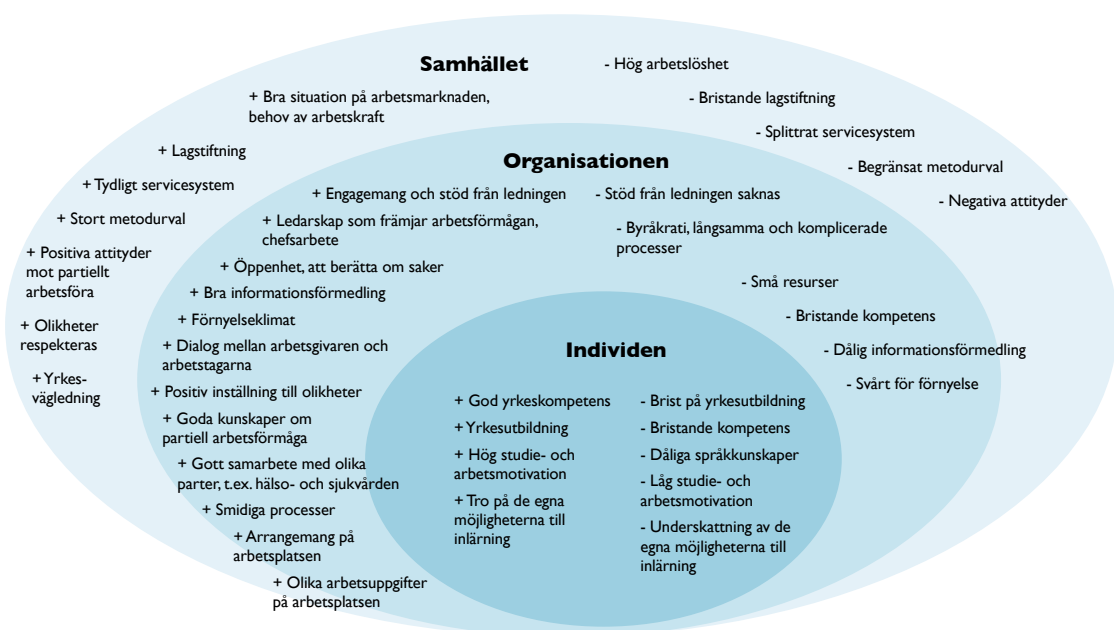 Samhället
+ Bra situation på arbetsmarknaden,
behov av arbetskraft
+ Lagstiftning
+ Tydligt servicesystem
+ Stort metodurval
+ Positiva attityder
mot partiellt
arbetsföra
+ Olikheter
respekteras
+ Yrkes-
vägledning
- Hög arbetslöshet
- Bristande lagstiftning
- Splittrat servicesystem
- Begränsat metodurval
- Negativa attityder
Organisationen
+ Engagemang och stöd från ledningen
+ Ledarskap som främjar arbetsförmågan,
chefsarbete
+ Öppenhet, att berätta om saker
+ Bra informationsförmedling
+ Förnyelseklimat
+ Dialog mellan arbetsgivaren och
arbetstagarna
+ Positiv inställning till olikheter
+ Goda kunskaper om
partiell arbetsförmåga
+ Gott samarbete med olika
parter, t.ex. hälso- och sjukvården
+ Smidiga processer
+ Arrangemang på
arbetsplatsen
+ Olika arbetsuppgifter
på arbetsplatsen
- Stöd från ledningen saknas
- Byråkrati, långsamma och komplicerade
processer
- Små resurser
- Bristande kompetens
- Dålig informationsförmedling
- Svårt för förnyelse
Individen
+ God yrkeskompetens
+ Yrkesutbildning
+ Hög studie- och
arbetsmotivation
+ Tro på de egna
möjligheterna till
inlärning
- Brist på yrkesutbildning
- Bristande kompetens
- Dåliga språkkunskaper
- Låg studie- och
arbetsmotivation
- Underskattning av de
egna möjligheterna till
inlärning